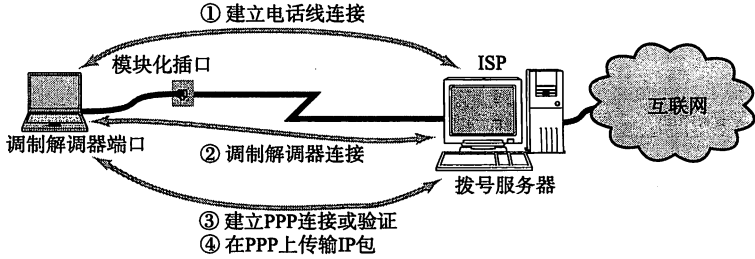 ① 建立电话线连接
模块化插口
ISP
互联网
调制解调器端口
② 调制解调器连接
拨号服务器
③ 建立PPP连接或验证
④ 在PPP上传输IP包